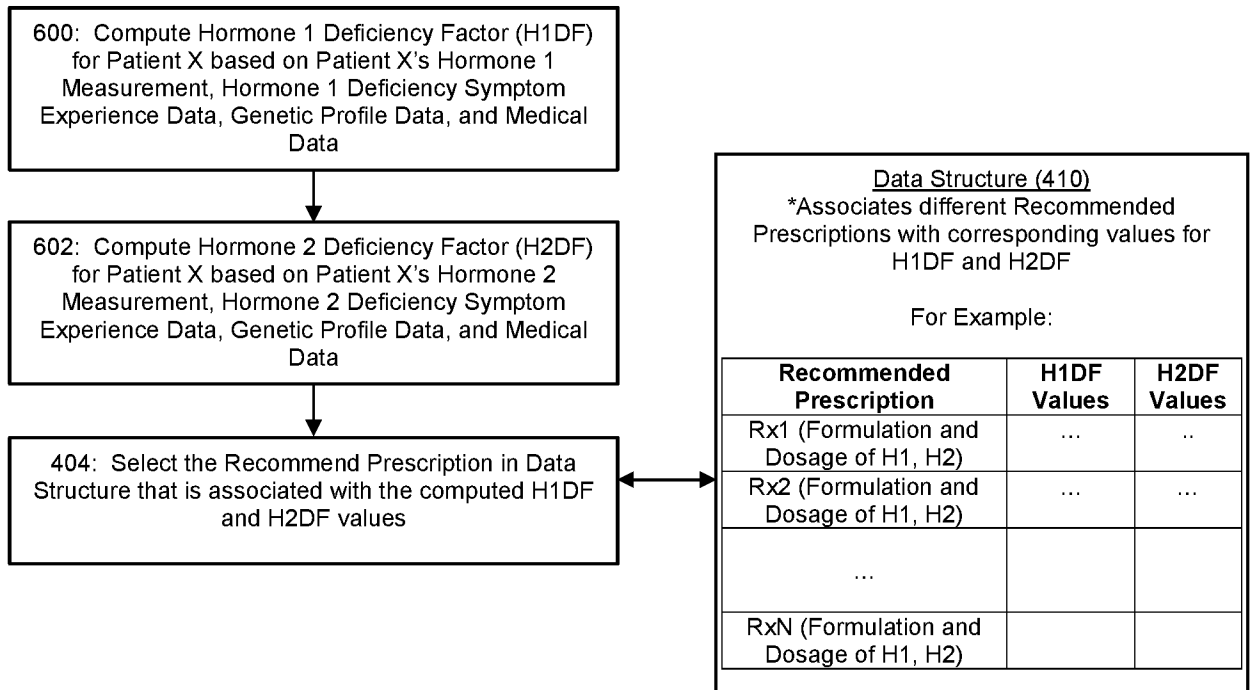 600: Compute Hormone 1 Deficiency Factor (H1DF)
for Patient X based on Patient X's Hormone 1
Measurement, Hormone 1 Deficiency Symptom
Experience Data, Genetic Profile Data, and Medical
Data
602: Compute Hormone 2 Deficiency Factor (H2DF)
for Patient X based on Patient X's Hormone 2
Measurement, Hormone 2 Deficiency Symptom
Experience Data, Genetic Profile Data, and Medical
Data
404: Select the Recommend Prescription in Data
Structure that is associated with the computed H1DF
and H2DF values
Data Structure (410)
*Associates different Recommended
Prescriptions with corresponding values for
H1DF and H2DF
For Example:
Recommended Prescription H1DF Values H2DF Values
Rx1 (Formulation and Dosage of H1, H2) ... ..
Rx2 (Formulation and Dosage of H1, H2) ... ...
...
RxN (Formulation and Dosage of H1, H2)